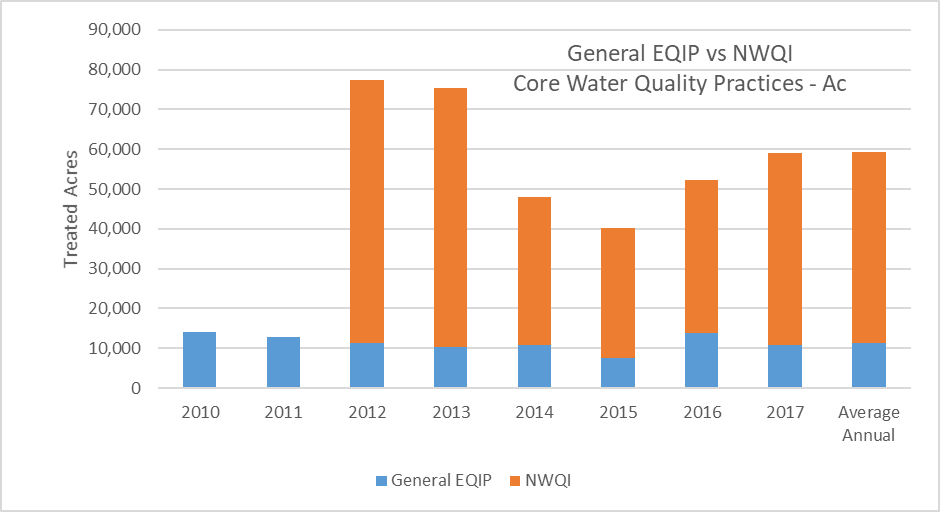 General EQIP vs NWQI
Core Water Quality Practices - Ac
Treated Acres
90,000
80,000
70,000
60,000
50,000
40,000
30,000
20,000
10,000
0
2010 2011 2012 2013 2014 2015 2016 2017 Average
Annual
General EQIP NWQI